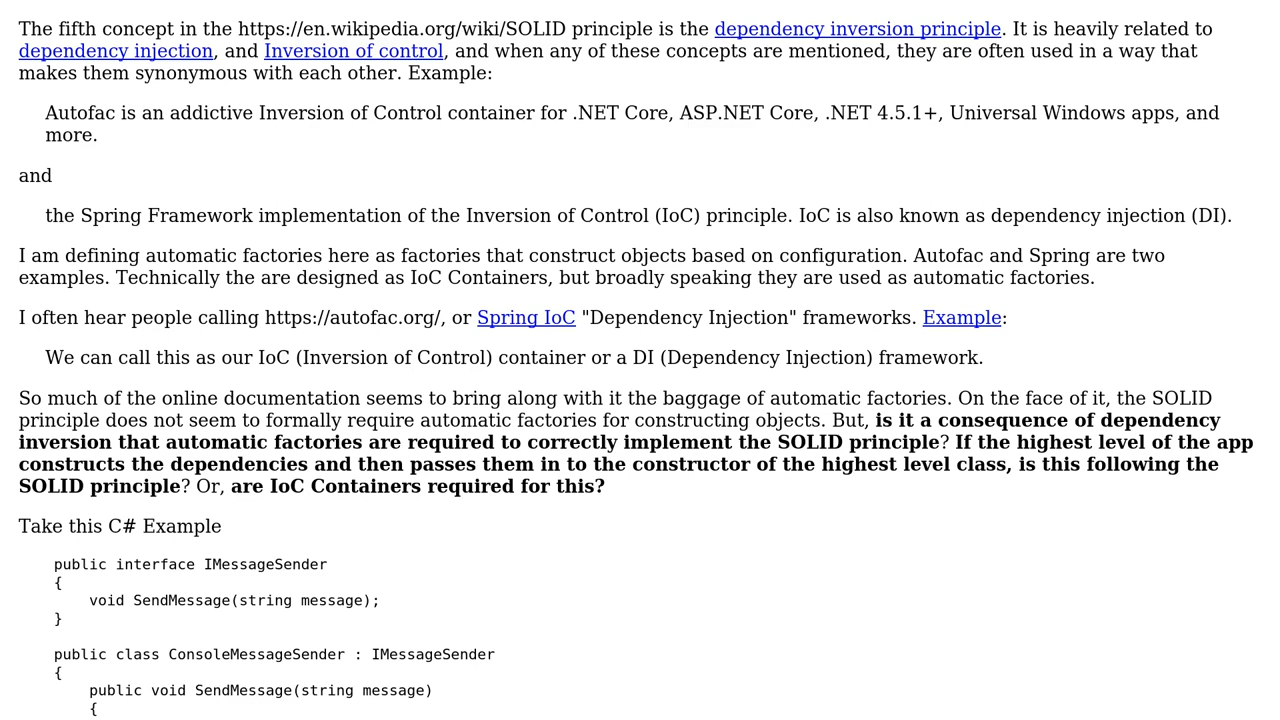 The fifth concept in the https://en.wikipedia.org/wiki/SOLID principle is the dependency inversion principle. It is heavily related to
dependency injection, and Inversion of control, and when any of these concepts are mentioned, they are often used in a way that
makes them synonymous with each other. Example:
Autofac is an addictive Inversion of Control container for .NET Core, ASP.NET Core, .NET 4.5.1+, Universal Windows apps, and
more.
and
the Spring Framework implementation of the Inversion of Control (IoC) principle. IoC is also known as dependency injection (DI).
I am defining automatic factories here as factories that construct objects based on configuration. Autofac and Spring are two
examples. Technically the are designed as IoC Containers, but broadly speaking they are used as automatic factories.
I often hear people calling https://autofac.org/, or Spring IoC "Dependency Injection" frameworks. Example:
We can call this as our IoC (Inversion of Control) container or a DI (Dependency Injection) framework.
So much of the online documentation seems to bring along with it the baggage of automatic factories. On the face of it, the SOLID
principle does not seem to formally require automatic factories for constructing objects. But, is it a consequence of dependency
inversion that automatic factories are required to correctly implement the SOLID principle? If the highest level of the app
constructs the dependencies and then passes them in to the constructor of the highest level class, is this following the
SOLID principle? Or, are IoC Containers required for this?
Take this C# Example
public interface IMessageSender
{
void SendMessage(string message);
}
public class ConsoleMessageSender : IMessageSender
{
public void SendMessage(string message)
{